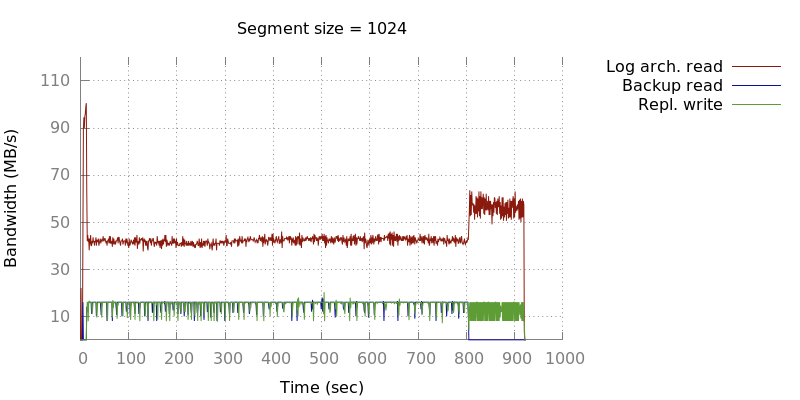 Segment size = 1024
Log arch. read
Backup read
Repl. write
Bandwidth (MB/s)
110
90
70
50
30
10
0 100 200 300 400 500 600 700 800 900 1000
Time (sec)